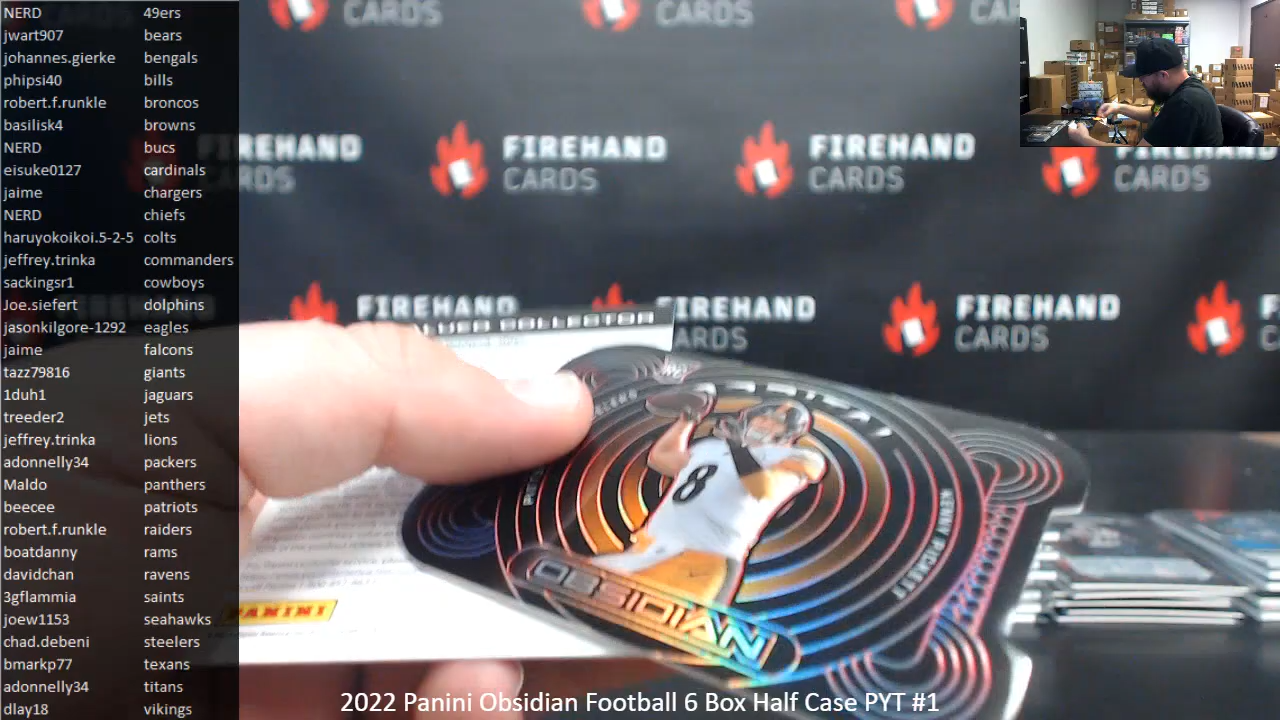 NERD 49ers
jwart907 bears
johannes.gierke bengals
phipsi40 bills
robert.f.runkle broncos
basilisk4 browns
NERD bucs
eisuke0127 cardinals
jaime chargers
NERD chiefs
haruyokoikoi.5-2-5 colts
jeffrey.trinka commanders
sackingsr1 cowboys
Joe.siefert dolphins
jasonkilgore-1292 eagles
jaime falcons
tazz79816 giants
1duh1 jaguars
treeder2 jets
jeffrey.trinka lions
adonnelly34 packers
Maldo panthers
beecee patriots
robert.f.runkle raiders
boatdanny rams
davidchan ravens
3gflammia saints
joew1153 seahawks
chad.debeni steelers
bmarkp77 texans
adonnelly34 titans
dlay18 vikings
CARDS
CARDS
FIREHAND
CARDS
FIREHAND
CARDS
FIREHAND
CARDS
CARDS
FIREHAND
FIREHAND
CARDS
FIREHAND
CARDS
COLLECTOR
KENNY PICKETT
8
OBSIDIAN
PANINI
2022 Panini Obsidian Football 6 Box Half Case PYT #1